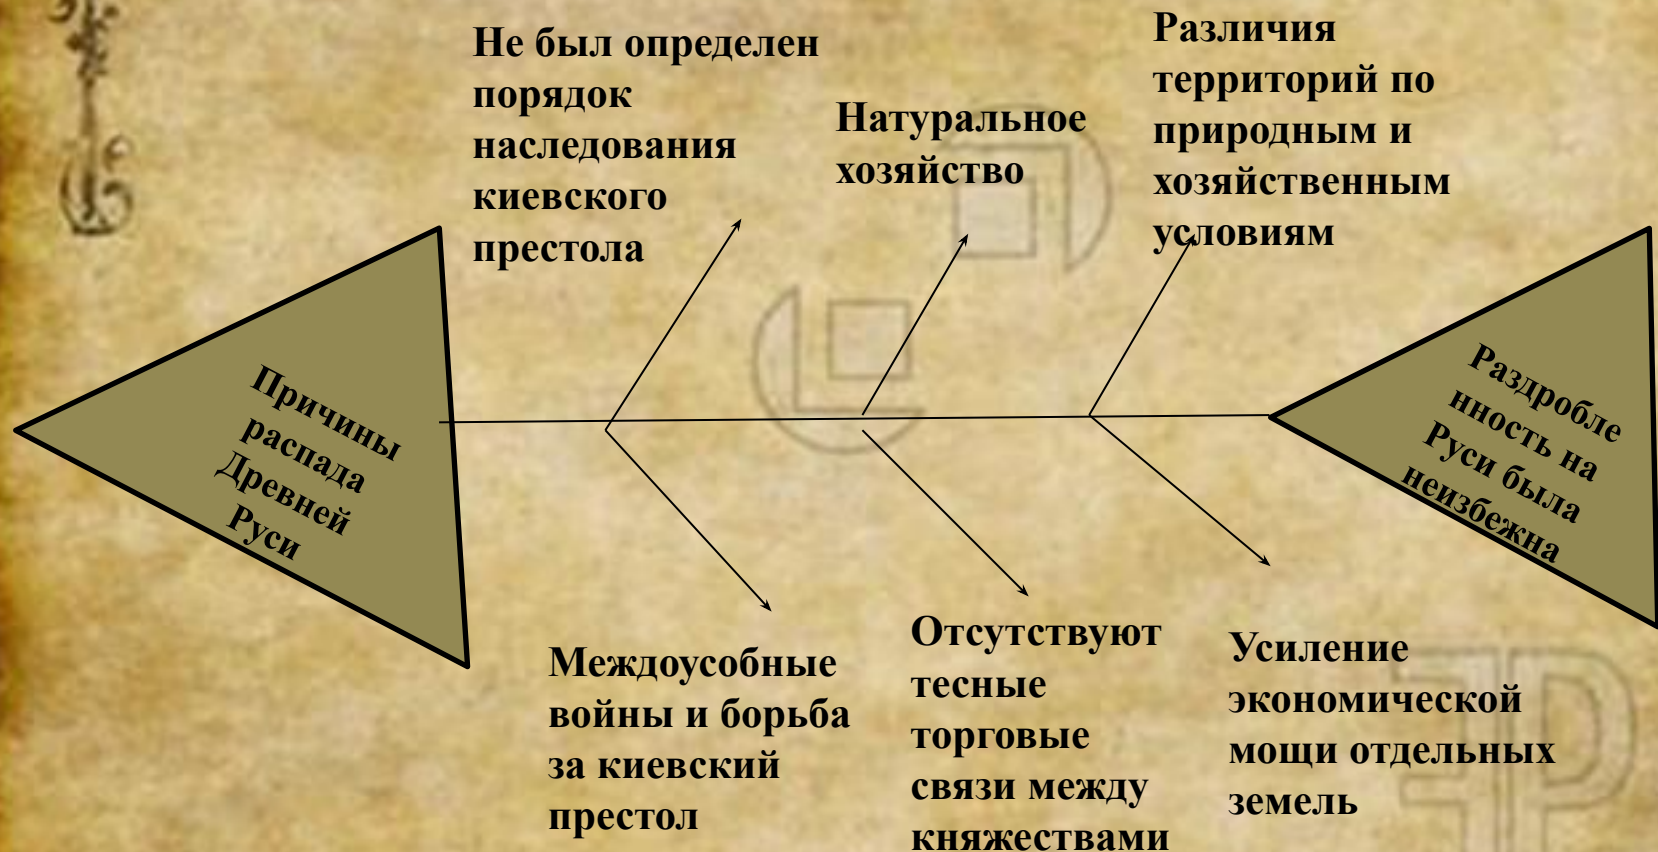 Не был определен
порядок
наследования
киевского
престола
Натуральное
хозяйство
Различия
территорий по
природным и
хозяйственным
условиям
Причины
распада
Древней
Руси
Раздробле
нность на
Руси была
неизбежна
Междоусобные
войны и борьба
за киевский
престол
Отсутствуют
тесные
торговые
связи между
княжествами
Усиление
экономической
мощи отдельных
земель